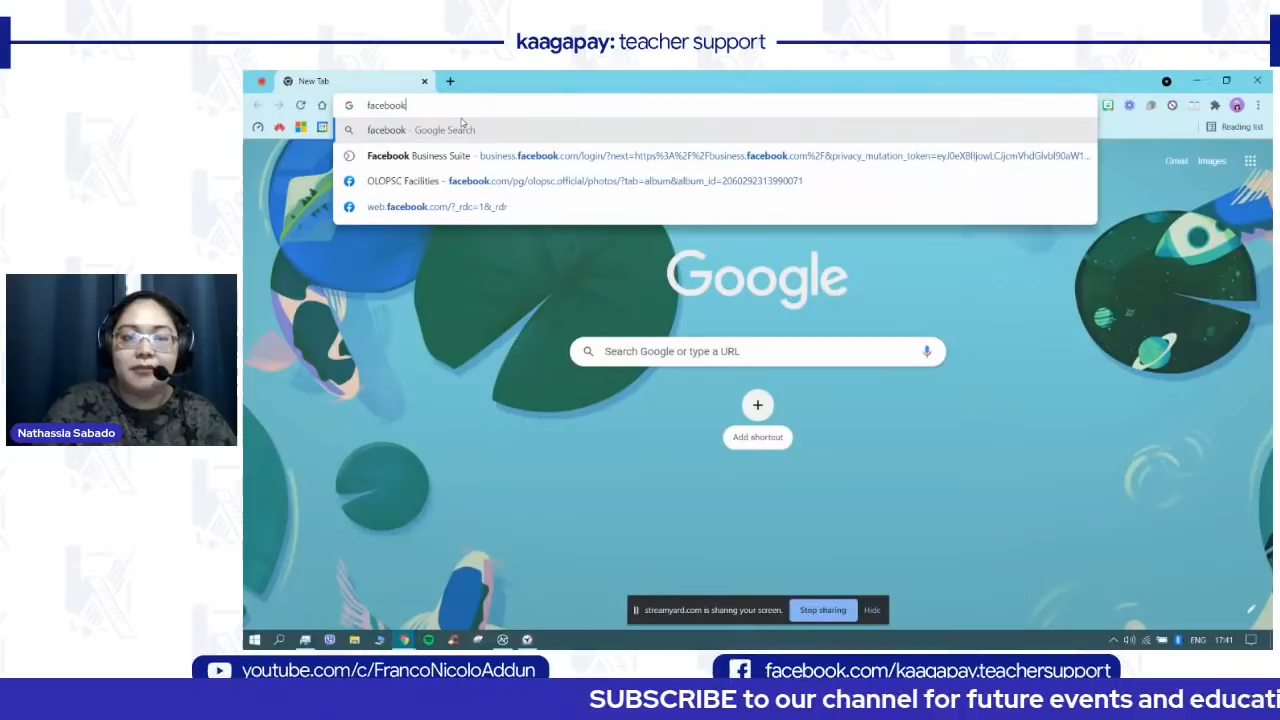 kaagapay: teacher support
New Tab
facebook
facebook - Google Search
Facebook Business Suite - business.facebook.com/login/?next=https%3A%2F%2Fbusiness.facebook.com%2F&privacy_mutation_token=
OLOPSC Facilities - facebook.com/pg/olopsc.official/photos/?tab=album&album_id=2060292313990071
web.facebook.com/?_rdc=1&_rdr
Reading list
Gmail Images
Google
Search Google or type a URL
Add shortcut
Nathassia Sabado
streamyard.com is sharing your screen. Stop sharing Hide
ENG 17:41
youtube.com/c/FrancoNicoloAddun
facebook.com/kaagapay.teachersupport
SUBSCRIBE to our channel for future events and educati